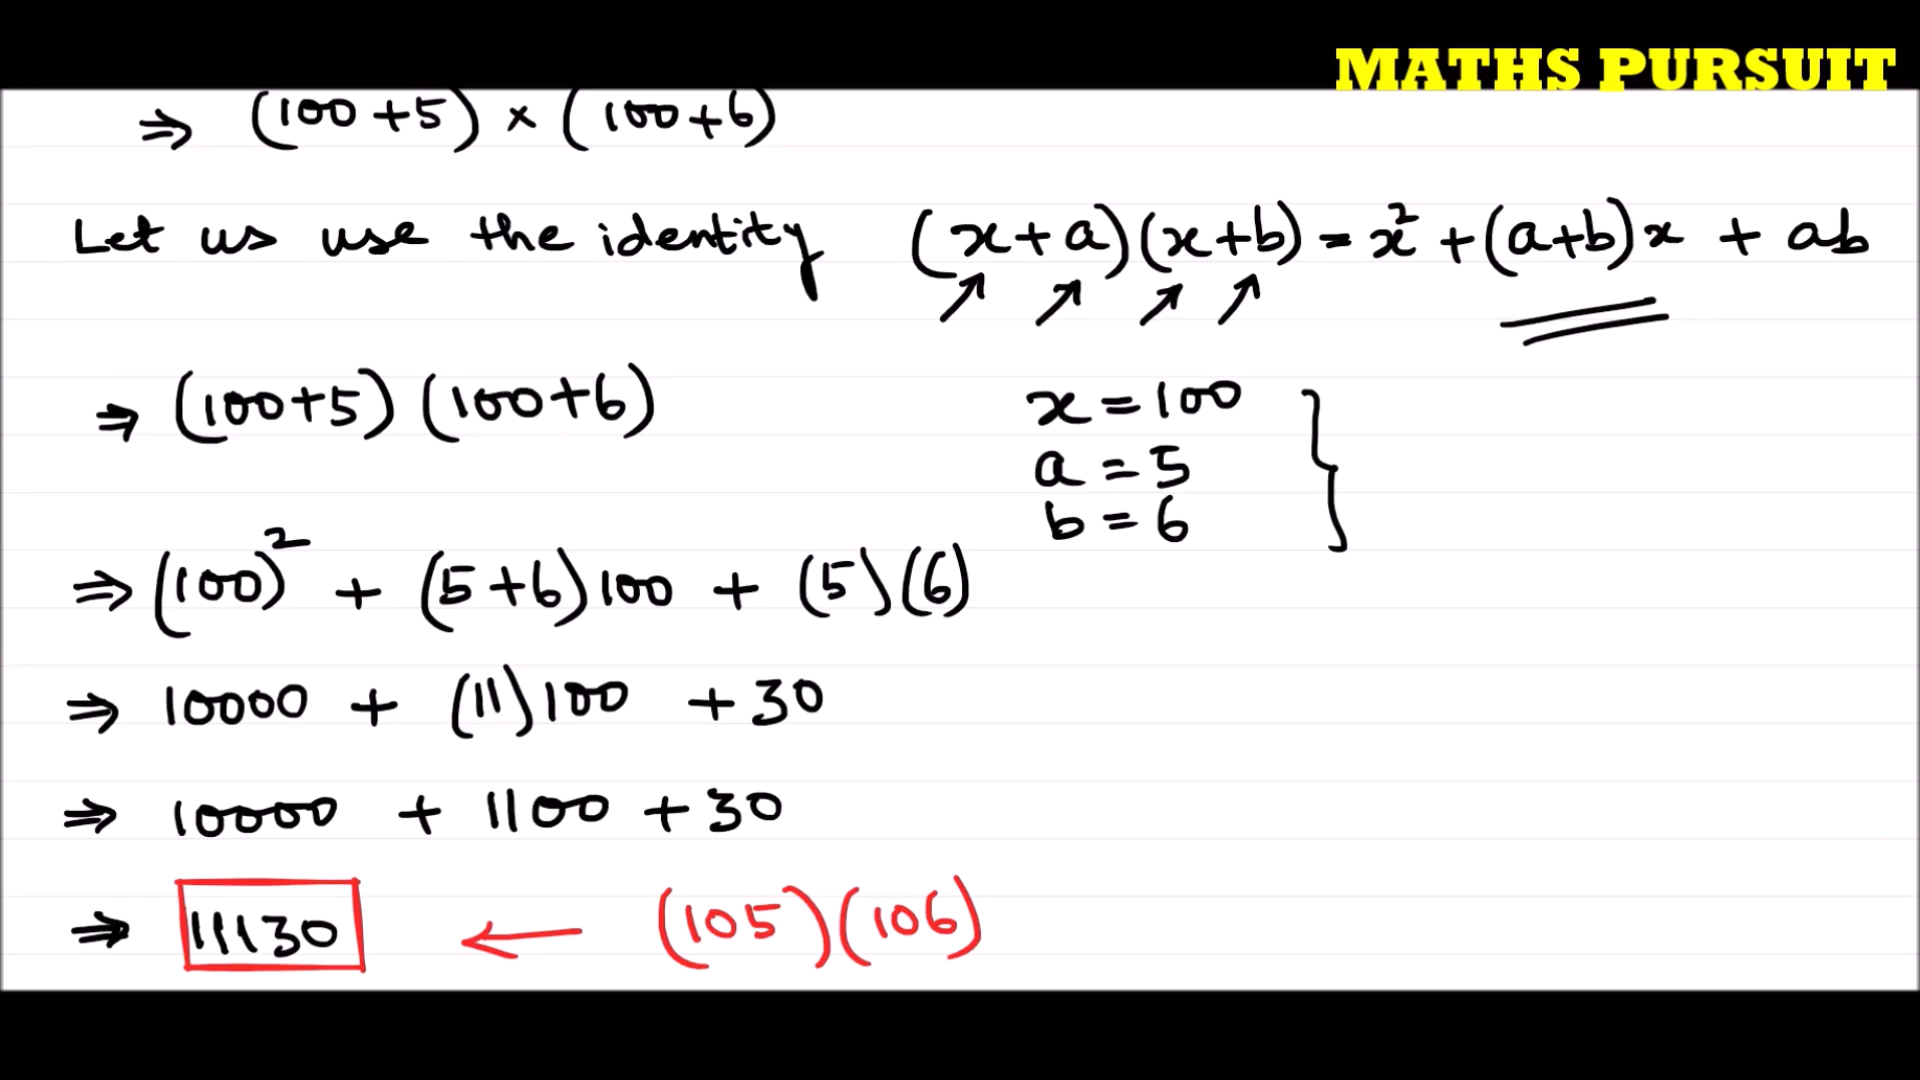 MATHS PURSUIT
⇒ (100+5) × (100+6)
Let us use the identity (x+a)(x+b) = x² + (a+b)x + ab
⇒ (100+5) (100+6)
x = 100
a = 5
b = 6
⇒ (100)² + (5+6)100 + (5)(6)
⇒ 10000 + (11)100 + 30
⇒ 10000 + 1100 + 30
⇒ 11130 ← (105)(106)